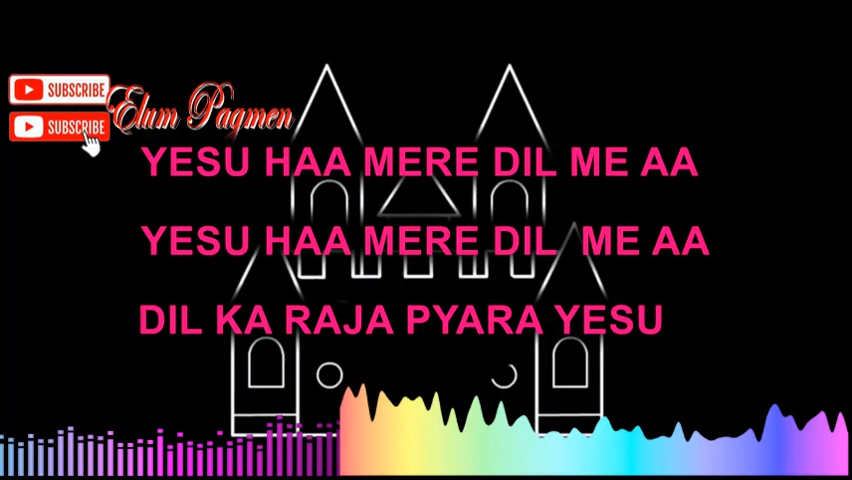 SUBSCRIBE
SUBSCRIBE
Elum Paqmen
YESU HAA MERE DIL ME AA
YESU HAA MERE DIL ME AA
DIL KA RAJA PYARA YESU